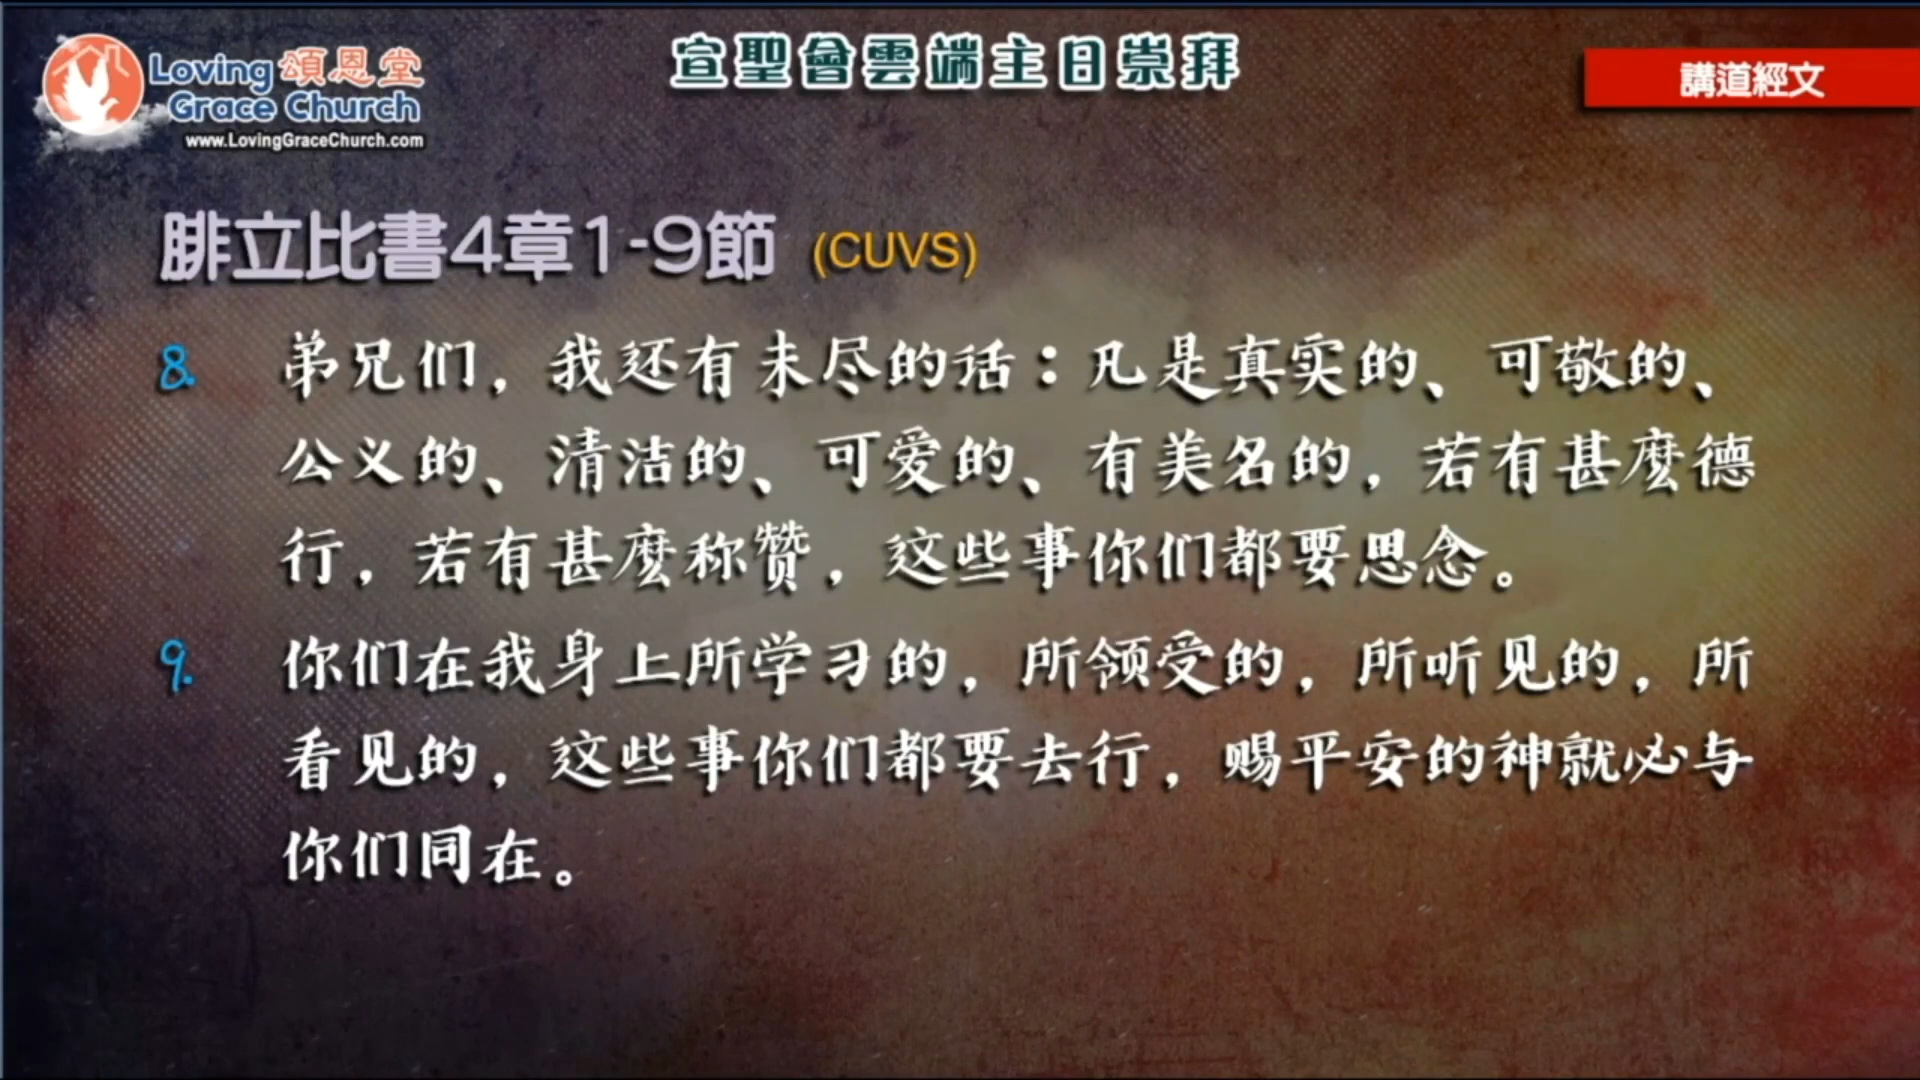 Loving 頌恩堂
Grace Church
www.LovingGraceChurch.com
宣聖會雲端主日崇拜
講道經文
腓立比書4章1-9節 (CUVS)
8. 弟兄们，我还有未尽的话：凡是真实的、可敬的、
公义的、清洁的、可爱的、有美名的，若有甚麼德
行，若有甚麼称赞，这些事你们都要思念。
9. 你们在我身上所学习的，所领受的，所听见的，所
看见的，这些事你们都要去行，赐平安的神就必与
你们同在。